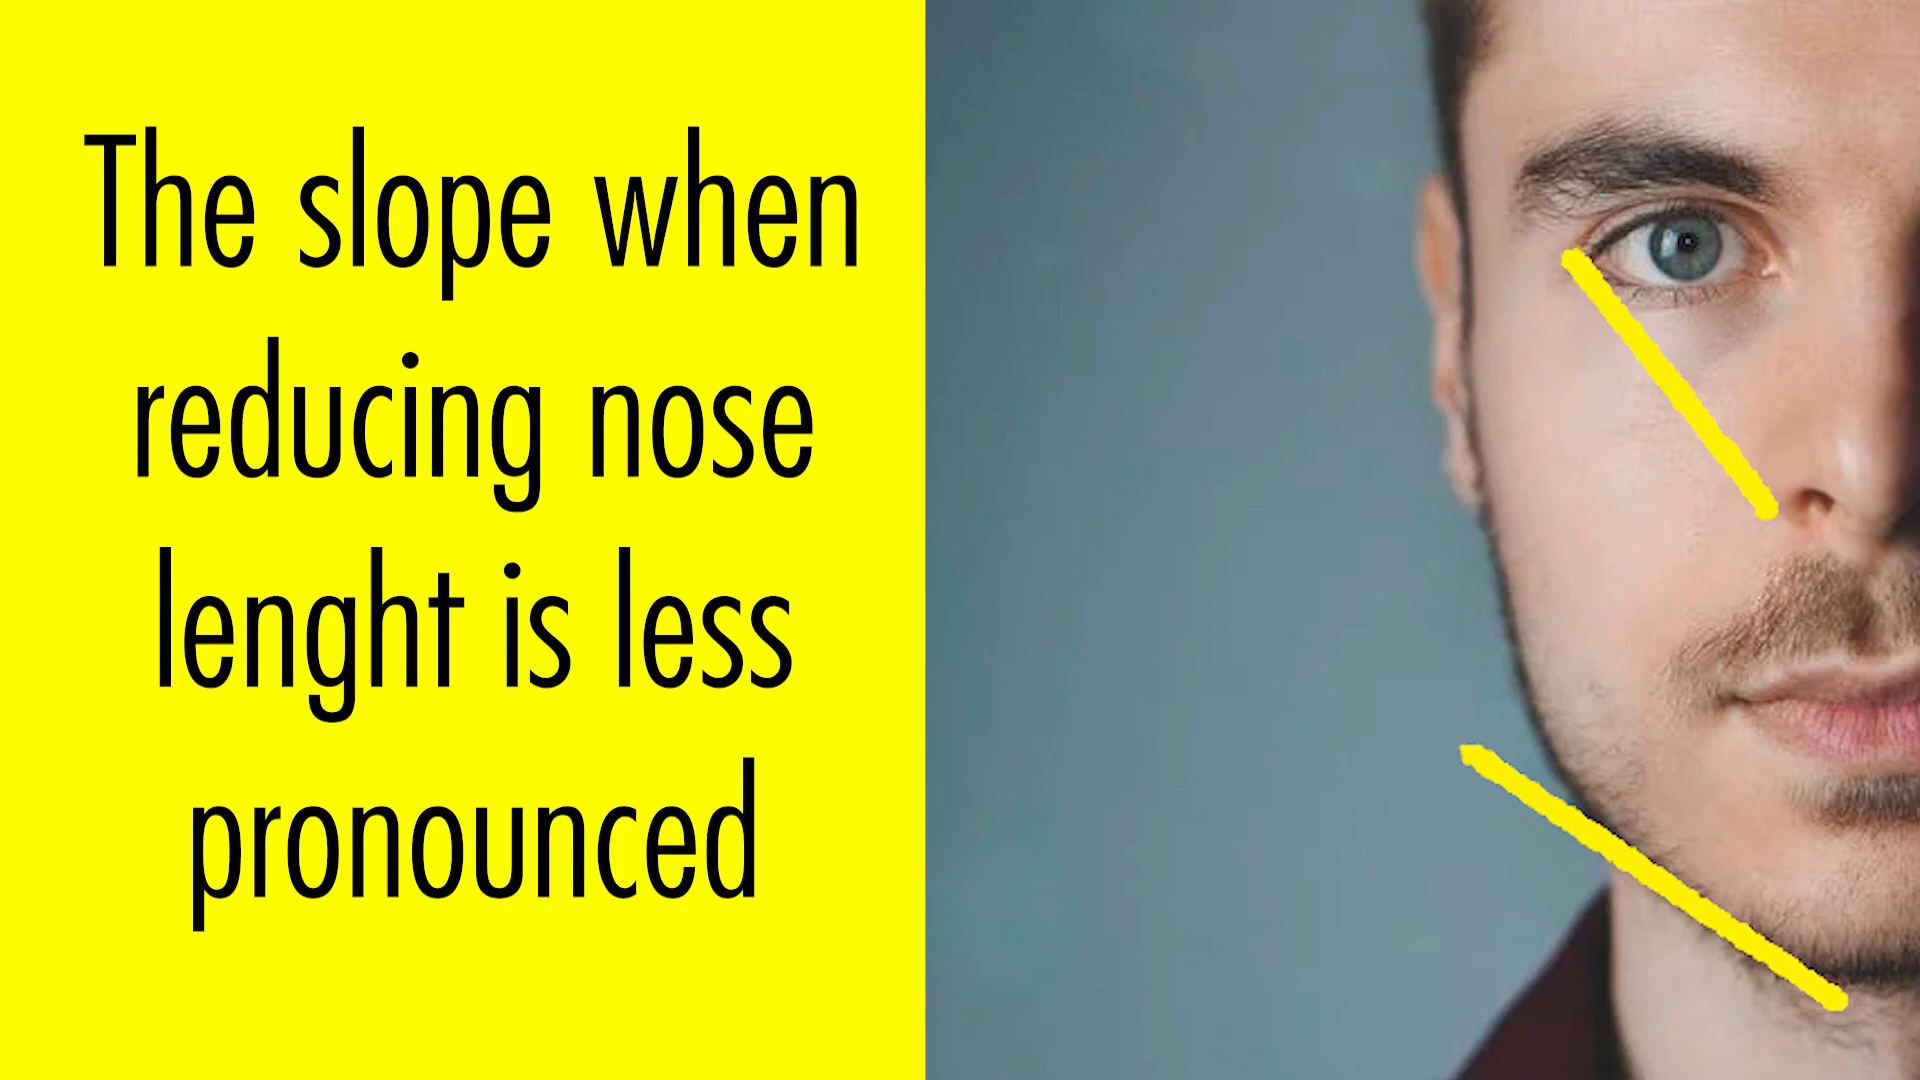 The slope when
reducing nose
lenght is less
pronounced